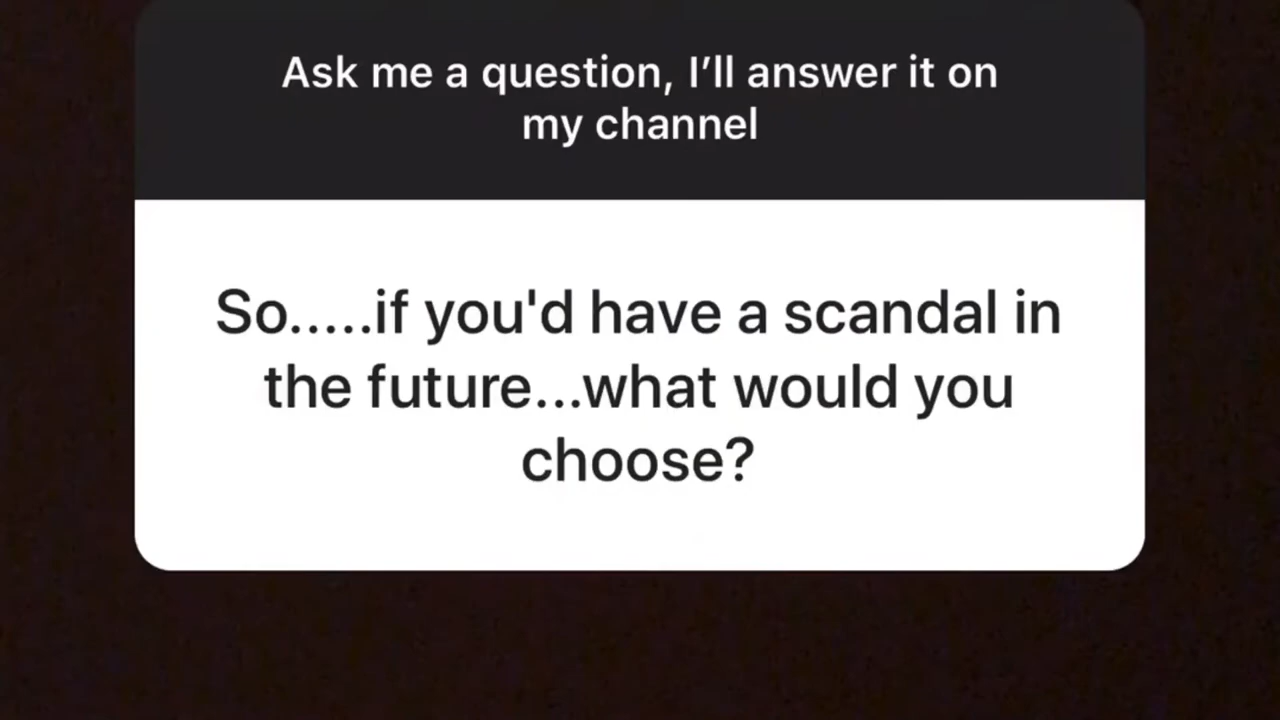 Ask me a question, I’ll answer it on
my channel
So.....if you'd have a scandal in
the future...what would you
choose?